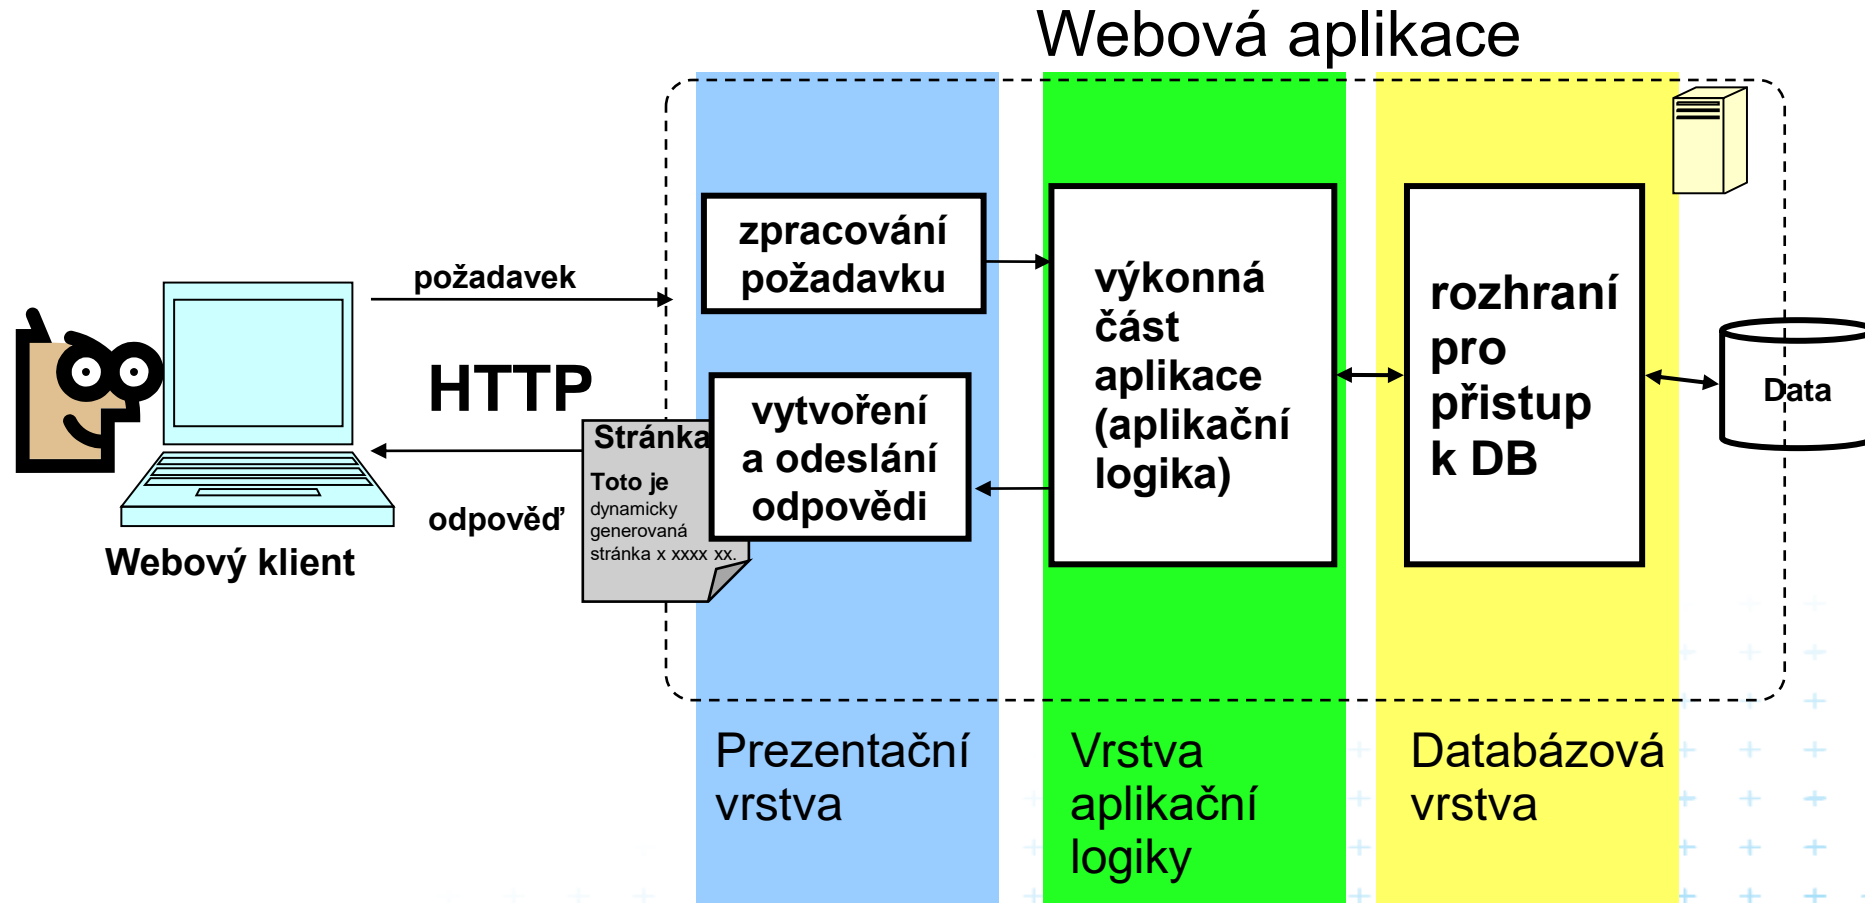 Webová aplikace
požadavek
HTTP
odpověď
Webový klient
Stránka
Toto je
dynamicky
generovaná
stránka x xxxx xx.
zpracování
požadavku
vytvoření
a odeslání
odpovědi
výkonná
část
aplikace
(aplikační
logika)
rozhraní
pro
přistup
k DB
Data
Prezentační
vrstva
Vrstva
aplikační
logiky
Databázová
vrstva